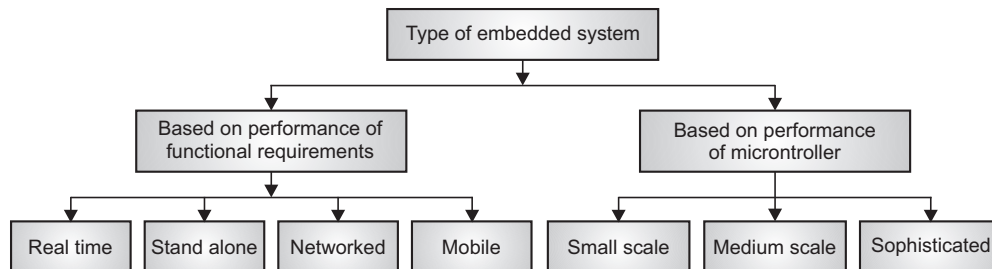 Type of embedded system
Based on performance of
functional requirements
Based on performance
of microntroller
Real time
Stand alone
Networked
Mobile
Small scale
Medium scale
Sophisticated